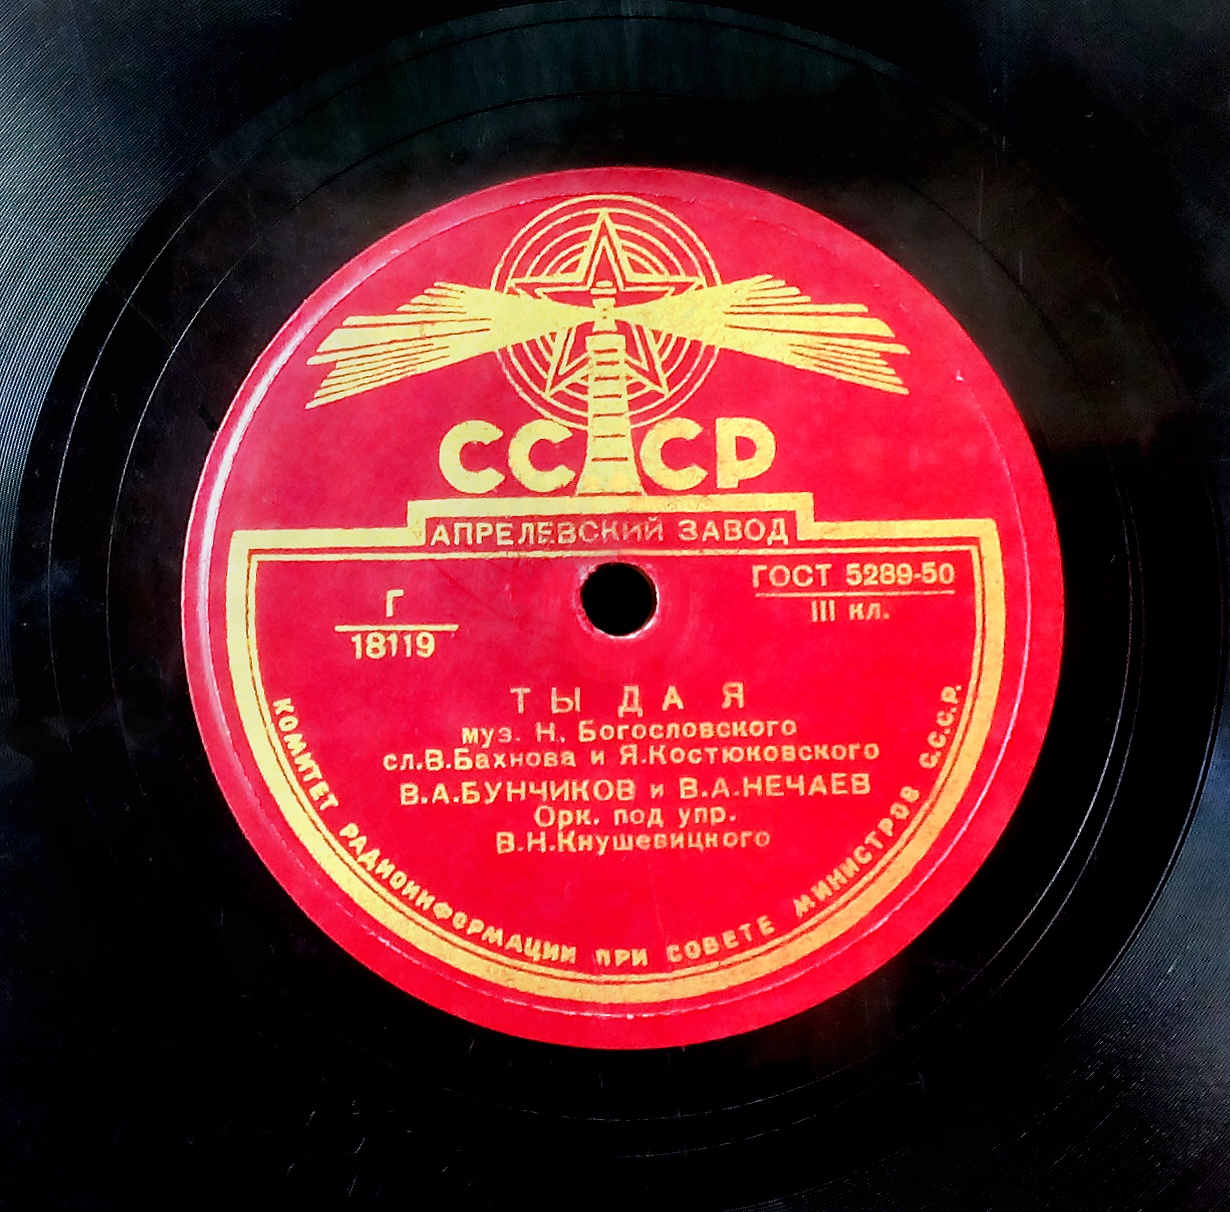 СССР
АПРЕЛЕВСКИЙ ЗАВОД
Г
18119
ГОСТ 5289-50
III кл.
ТЫ ДА Я
муз. Н. Богословского
сл.В.Бахнова и Я.Костюковского
В.А.БУНЧИКОВ и В.А.НЕЧАЕВ
Орк. под упр.
В.Н.Кнушевицкого
КОМИТЕТ РАДИОИНФОРМАЦИИ ПРИ СОВЕТЕ МИНИСТРОВ С.С.С.Р.